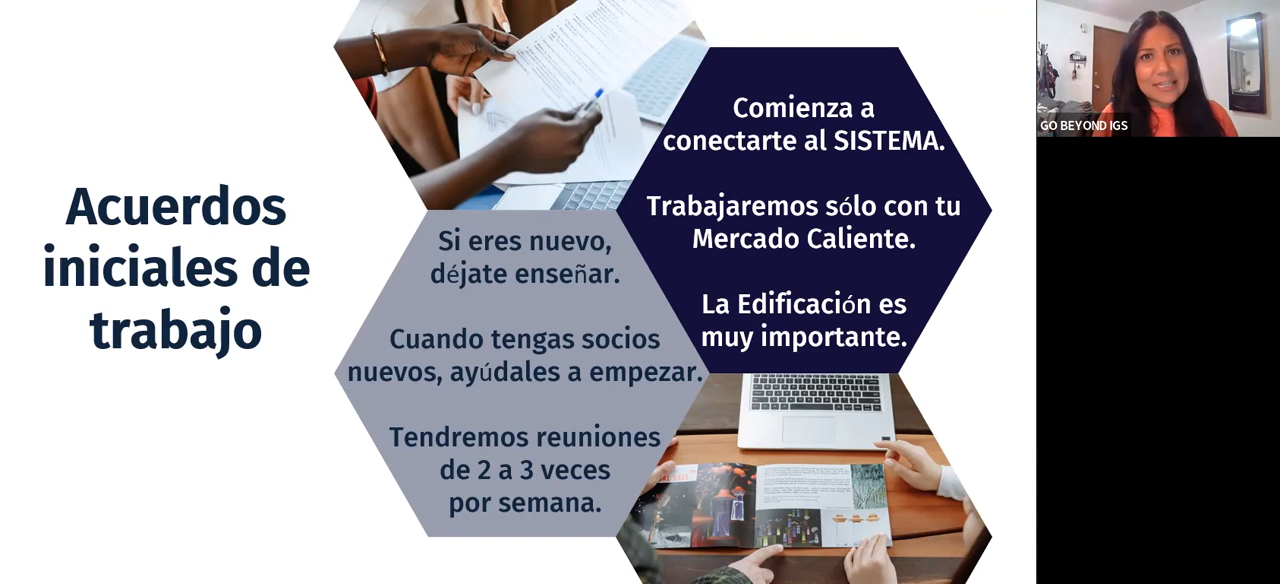 Acuerdos
iniciales de
trabajo
Si eres nuevo,
déjate enseñar.
Cuando tengas socios
nuevos, ayúdales a empezar.
Tendremos reuniones
de 2 a 3 veces
por semana.
Comienza a
conectarte al SISTEMA.
Trabajaremos sólo con tu
Mercado Caliente.
La Edificación es
muy importante.
GO BEYOND IGS